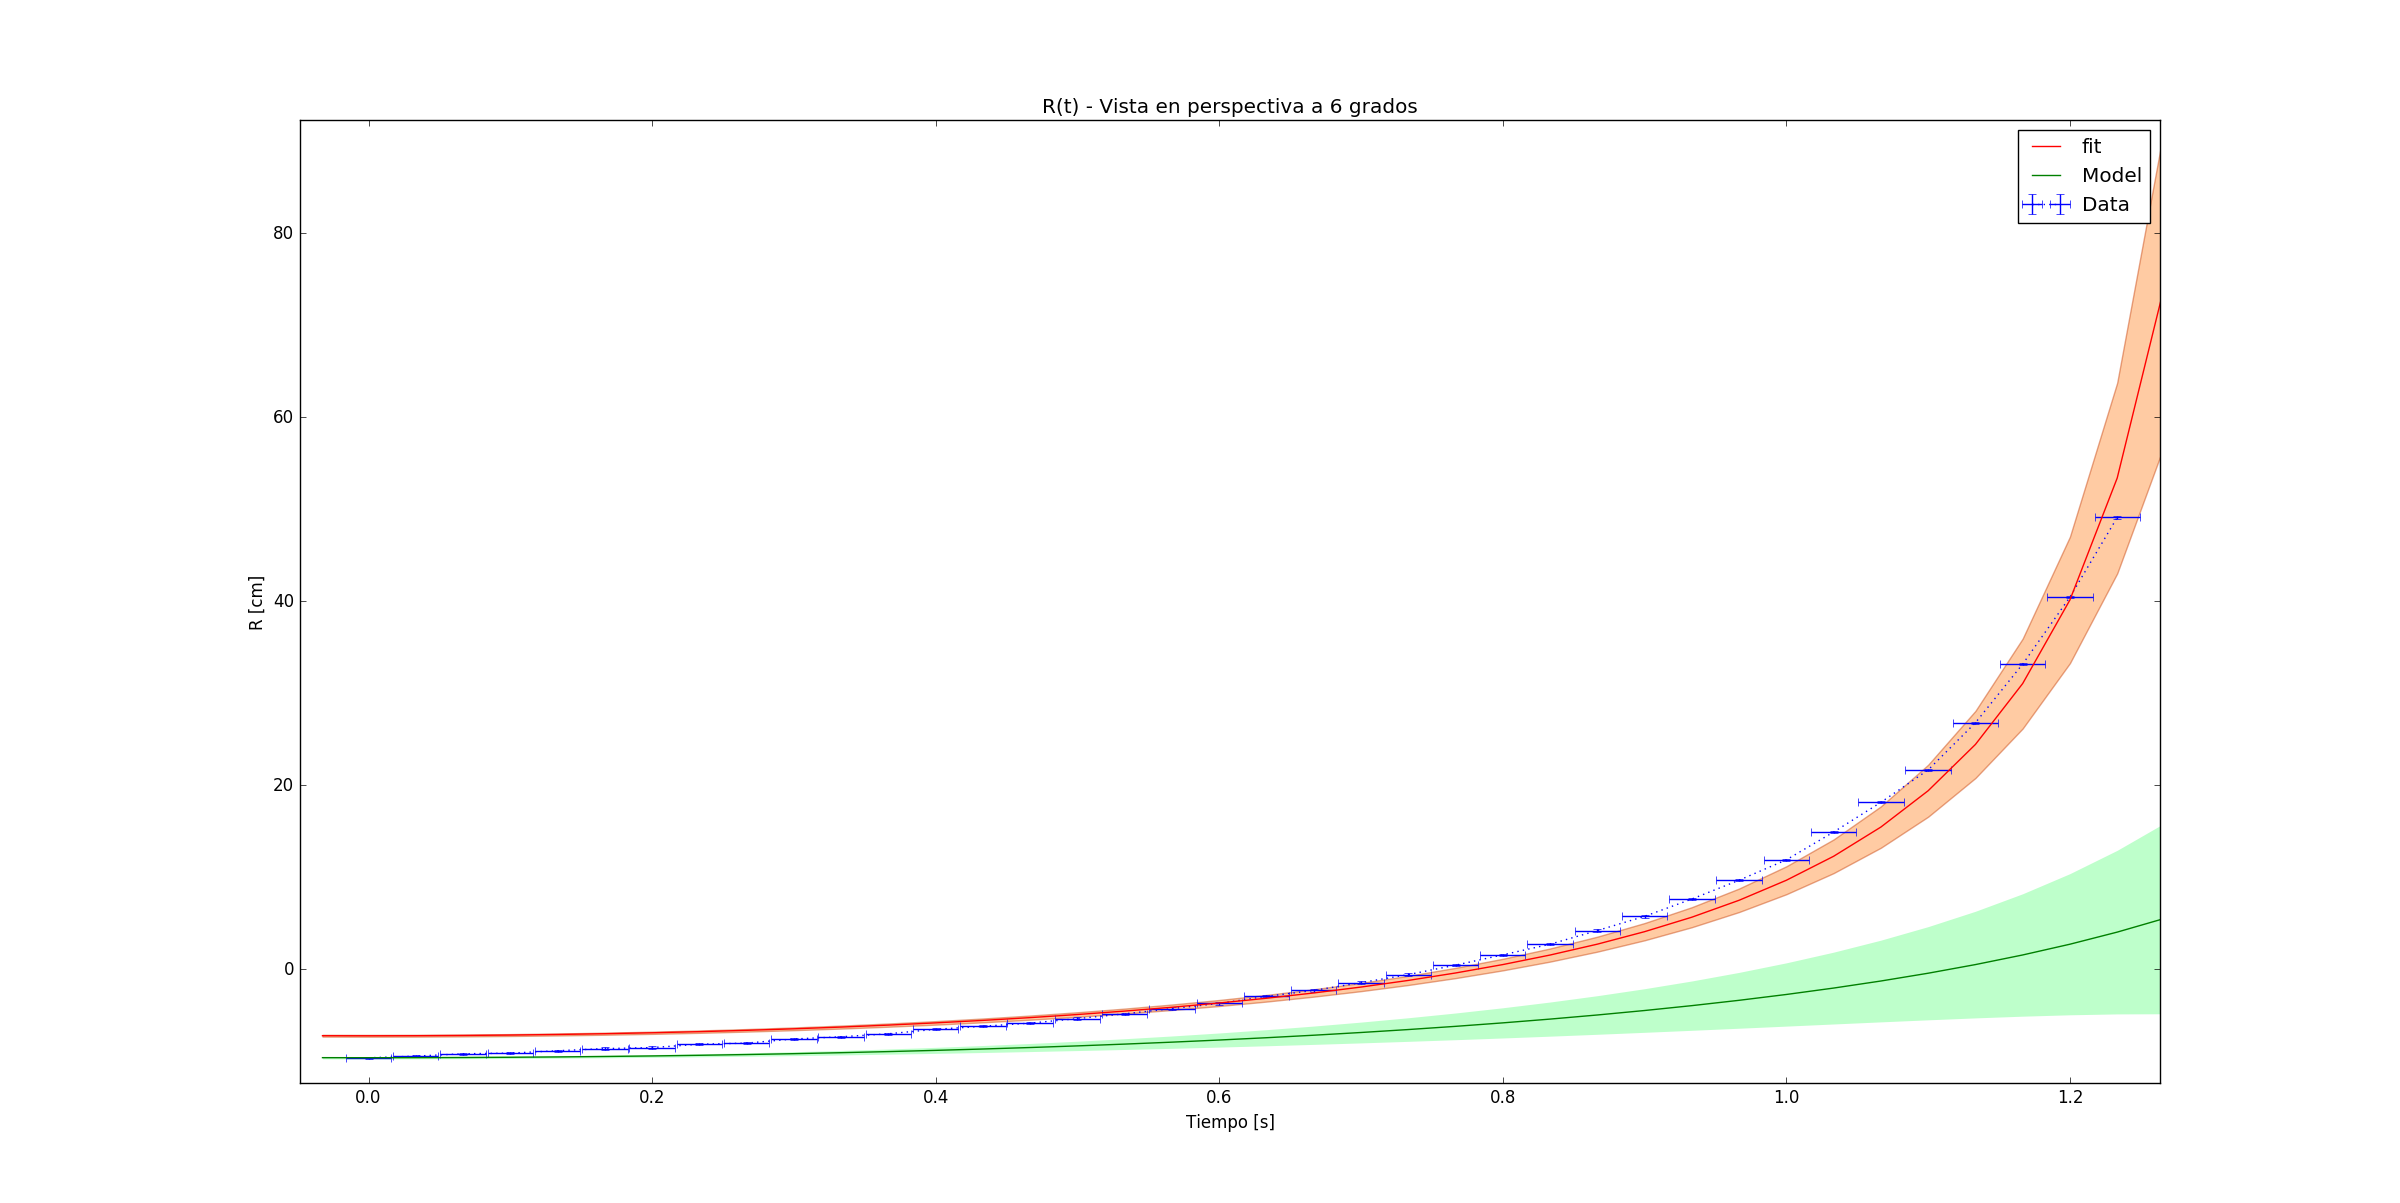 R(t) - Vista en perspectiva a 6 grados
fit
Model
Data
80
60
40
20
0
R [cm]
0.0 0.2 0.4 0.6 0.8 1.0 1.2
Tiempo [s]